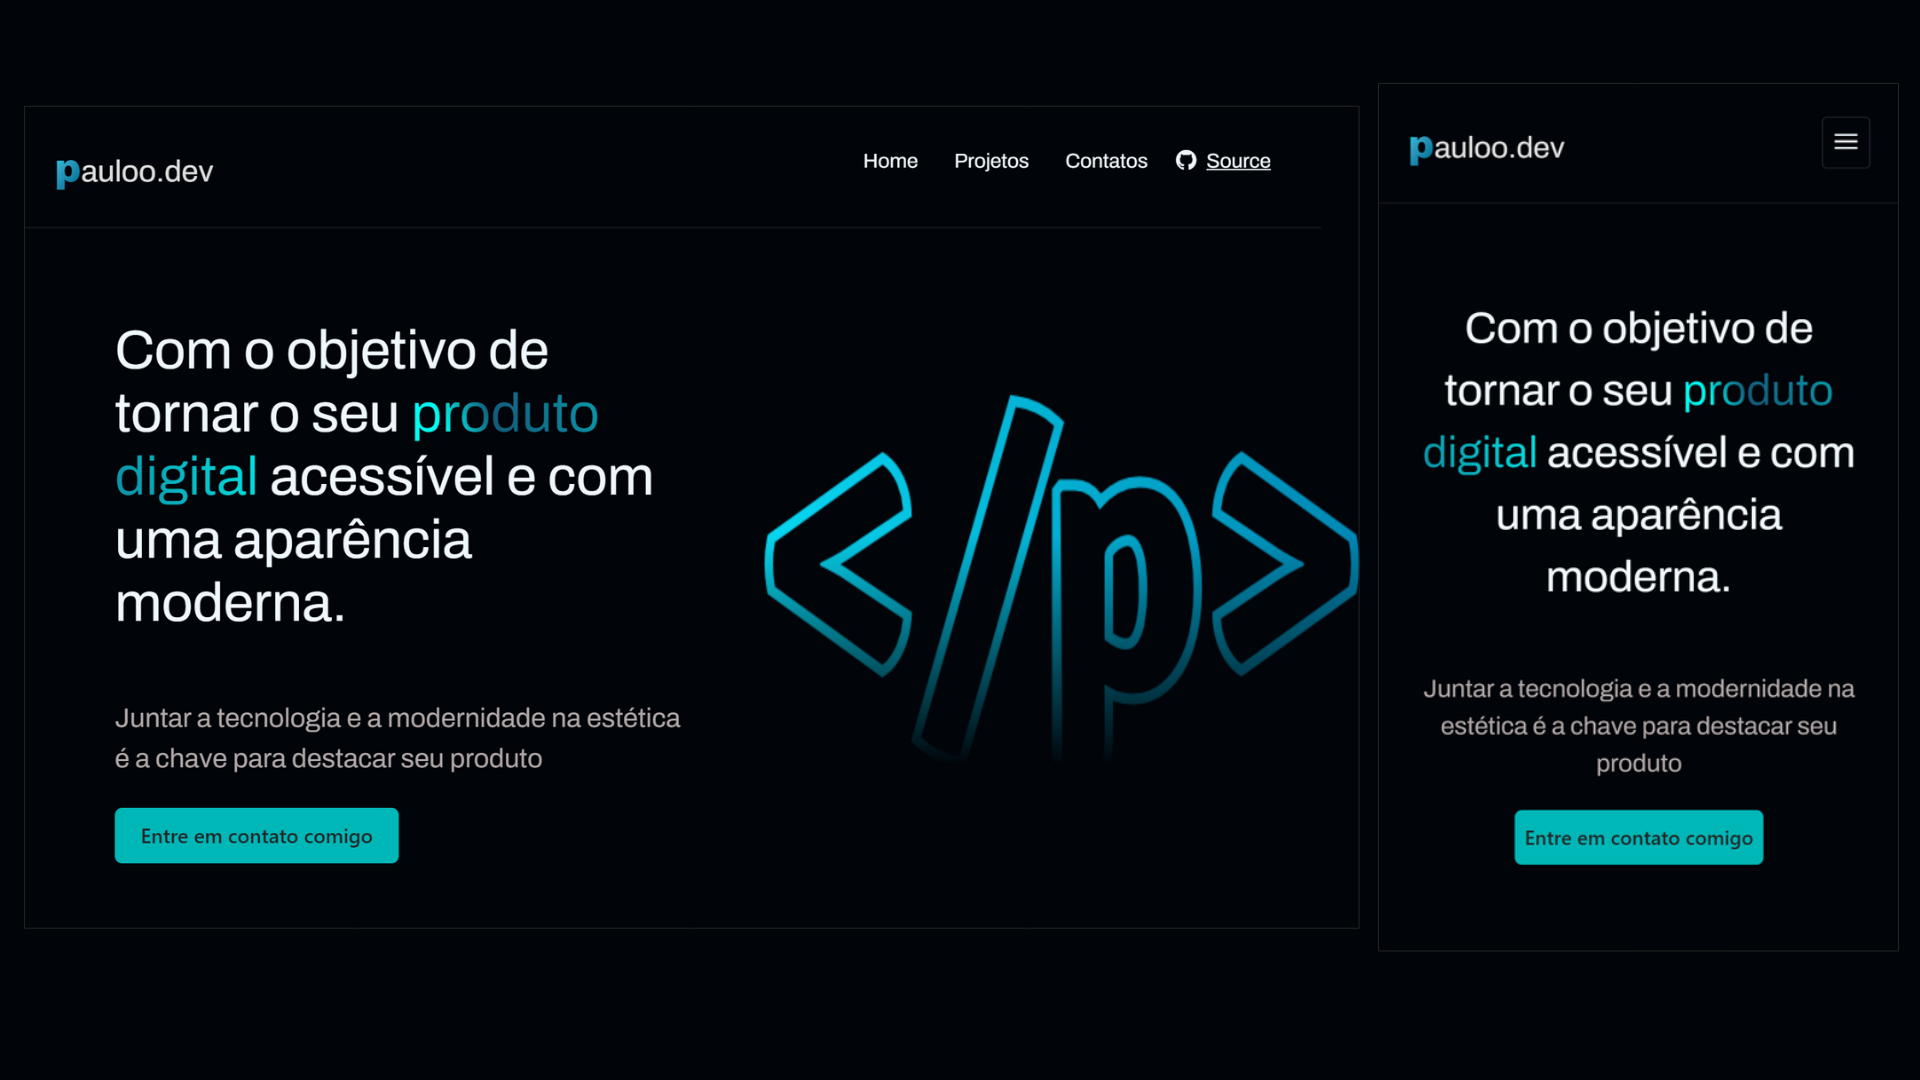 pauloo.dev
Home Projetos Contatos Source
Com o objetivo de
tornar o seu produto
digital acessível e com
uma aparência
moderna.
Juntar a tecnologia e a modernidade na estética
é a chave para destacar seu produto
Entre em contato comigo
</p>
pauloo.dev
Com o objetivo de
tornar o seu produto
digital acessível e com
uma aparência
moderna.
Juntar a tecnologia e a modernidade na
estética é a chave para destacar seu
produto
Entre em contato comigo